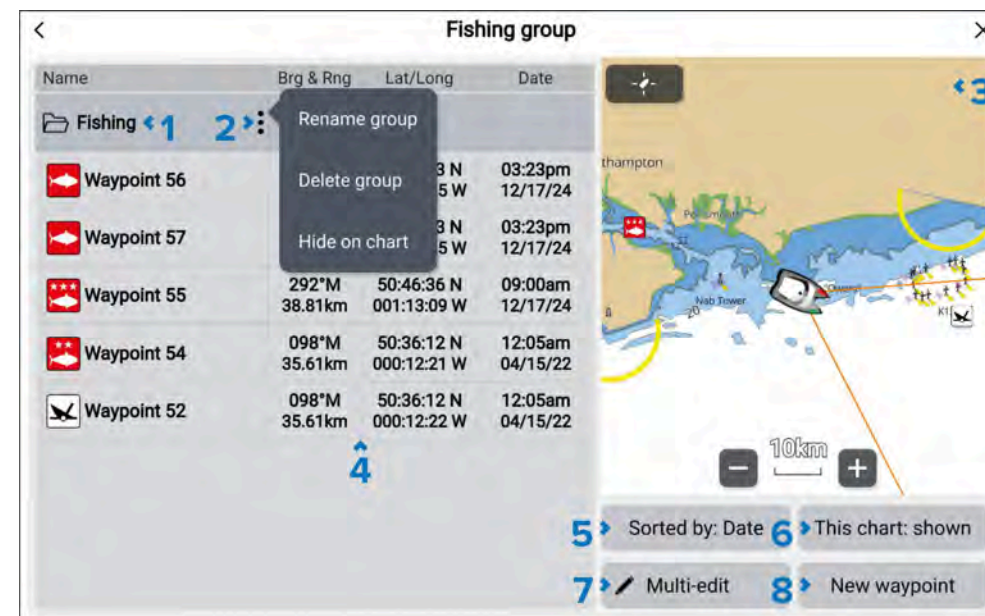 Fishing group
Name Brg & Rng Lat/Long Date
Fishing 1 2
Rename group
Delete group
Hide on chart
Waypoint 56 3 N 03:23pm
5 W 12/17/24
Waypoint 57 3 N 03:23pm
5 W 12/17/24
Waypoint 55 292°M 50:46:36 N 09:00am
38.81km 001:13:09 W 12/17/24
Waypoint 54 098°M 50:36:12 N 12:05am
35.61km 000:12:21 W 04/15/22
Waypoint 52 098°M 50:36:12 N 12:05am
35.61km 000:12:22 W 04/15/22
4
3
thampton
Portsmouth
Nab Tower
20
K1
10km
5 Sorted by: Date
6 This chart: shown
7 Multi-edit
8 New waypoint